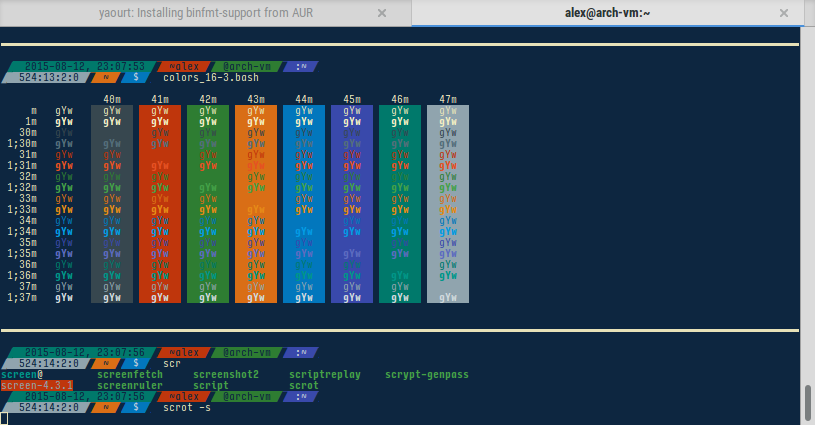 yaourt: Installing binfmt-support from AUR alex@arch-vm:~
2015-08-12, 23:07:53 ~alex @arch-vm :~
524:13:2:0 ~ $ colors_16-3.bash
40m 41m 42m 43m 44m 45m 46m 47m
m gYw gYw gYw gYw gYw gYw gYw gYw gYw
1m gYw gYw gYw gYw gYw gYw gYw gYw gYw
30m gYw gYw gYw gYw gYw gYw gYw gYw gYw
1;30m gYw gYw gYw gYw gYw gYw gYw gYw gYw
31m gYw gYw gYw gYw gYw gYw gYw gYw
1;31m gYw gYw gYw gYw gYw gYw gYw gYw gYw
32m gYw gYw gYw gYw gYw gYw gYw gYw
1;32m gYw gYw gYw gYw gYw gYw gYw gYw gYw
33m gYw gYw gYw gYw gYw gYw gYw gYw
1;33m gYw gYw gYw gYw gYw gYw gYw gYw gYw
34m gYw gYw gYw gYw gYw gYw gYw gYw
1;34m gYw gYw gYw gYw gYw gYw gYw gYw gYw
35m gYw gYw gYw gYw gYw gYw gYw gYw
1;35m gYw gYw gYw gYw gYw gYw gYw gYw gYw
36m gYw gYw gYw gYw gYw gYw gYw gYw
1;36m gYw gYw gYw gYw gYw gYw gYw gYw gYw
37m gYw gYw gYw gYw gYw gYw gYw gYw
1;37m gYw gYw gYw gYw gYw gYw gYw gYw gYw
2015-08-12, 23:07:56 ~alex @arch-vm :~
524:14:2:0 ~ $ scr
screen@ screenfetch screenshot2 scriptreplay scrypt-genpass
screen-4.3.1 screenruler script scrot
2015-08-12, 23:07:56 ~alex @arch-vm :~
524:14:2:0 ~ $ scrot -s